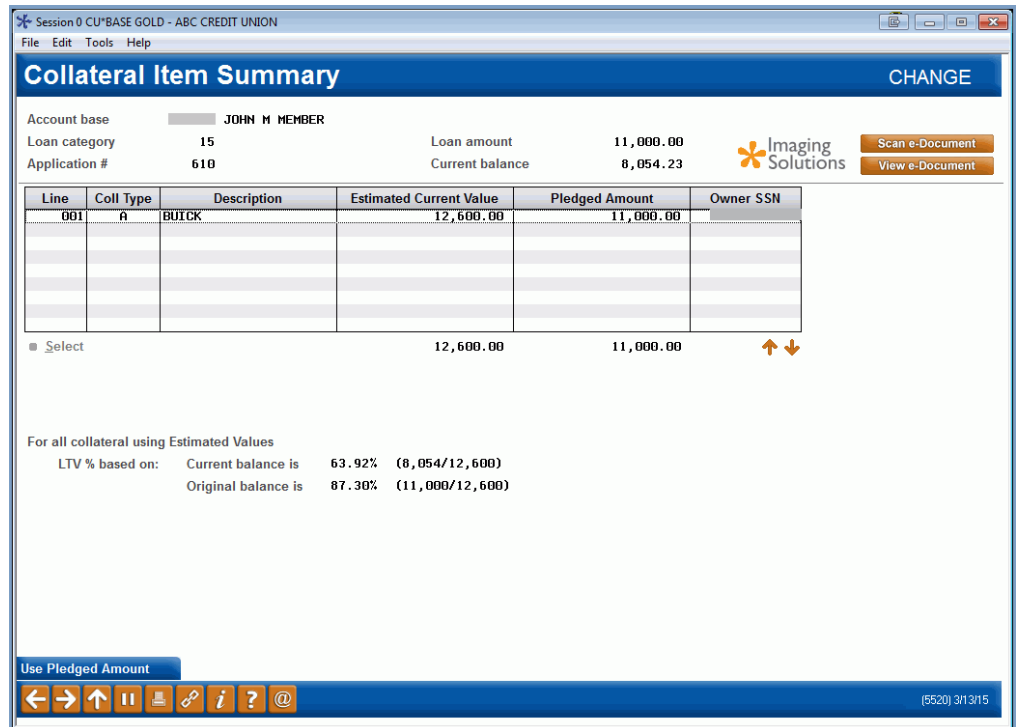 Session 0 CU*BASE GOLD - ABC CREDIT UNION
File Edit Tools Help
Collateral Item Summary CHANGE
Account base JOHN M MEMBER
Loan category 15 Loan amount 11,000.00
Application # 610 Current balance 8,054.23
Imaging
Solutions
Scan e-Document
View e-Document
Line Coll Type Description Estimated Current Value Pledged Amount Owner SSN
001 A BUICK 12,600.00 11,000.00
Select 12,600.00 11,000.00
For all collateral using Estimated Values
LTV % based on: Current balance is 63.92% (8,054/12,600)
Original balance is 87.30% (11,000/12,600)
Use Pledged Amount
i ? @
(5520) 3/13/15